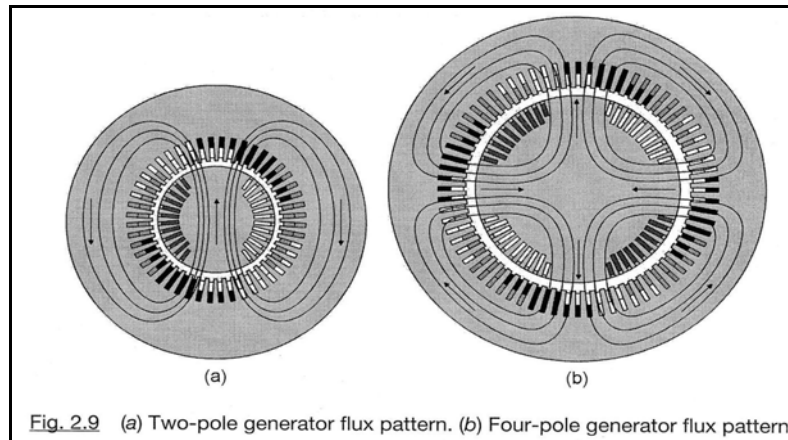 (a)
(b)
Fig. 2.9 (a) Two-pole generator flux pattern. (b) Four-pole generator flux pattern